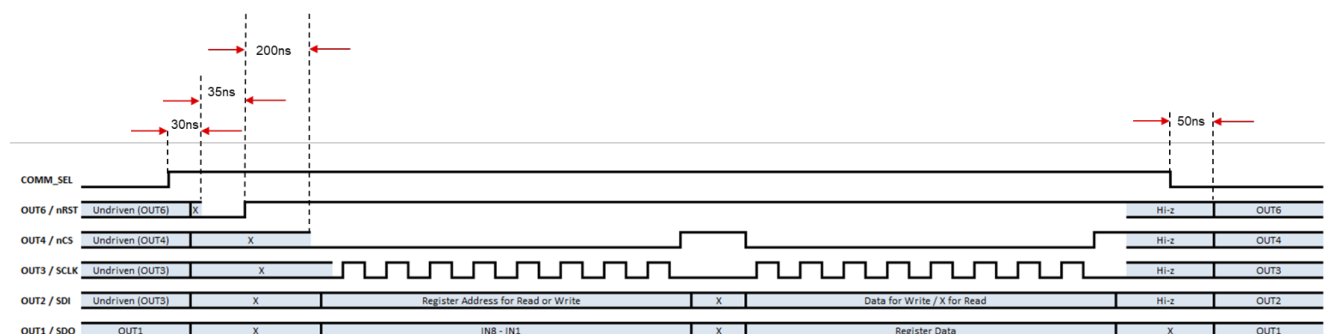 200ns
35ns
30ns
50ns
COMM_SEL
OUT6 / nRST Undriven (OUT6) X Hi-z OUT6
OUT4 / nCS Undriven (OUT4) X Hi-z OUT4
OUT3 / SCLK Undriven (OUT3) X Hi-z OUT3
OUT2 / SDI Undriven (OUT3) X Register Address for Read or Write X Data for Write / X for Read Hi-z OUT2
OUT1 / SDO OUT1 X IN8 - IN1 X Register Data X OUT1